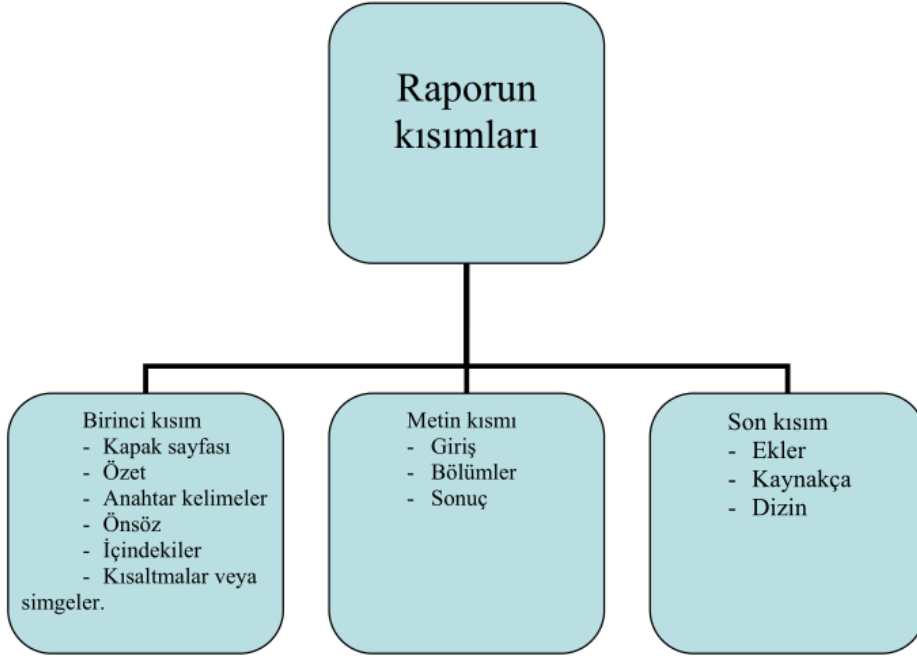 Raporun
kısımları
Birinci kısım
- Kapak sayfası
- Özet
- Anahtar kelimeler
- Önsöz
- İçindekiler
- Kısaltmalar veya
simgeler.
Metin kısmı
- Giriş
- Bölümler
- Sonuç
Son kısım
- Ekler
- Kaynakça
- Dizin